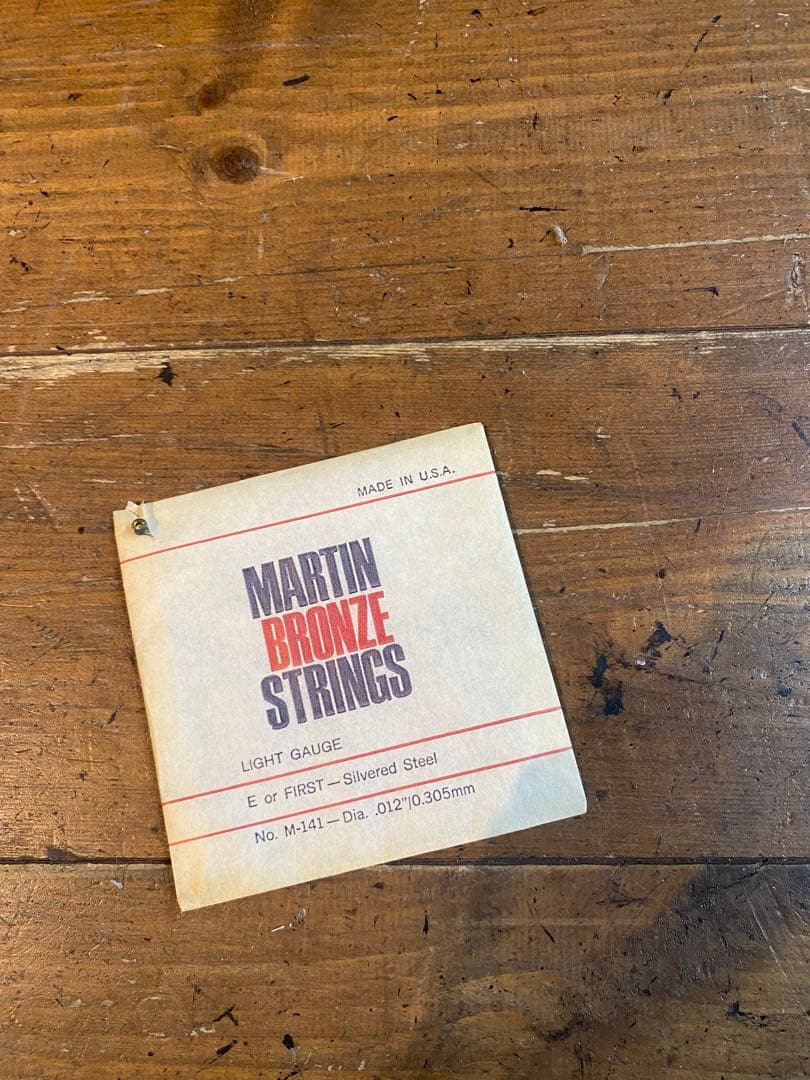 MADE IN U.S.A.
MARTIN
BRONZE
STRINGS
LIGHT GAUGE
E or FIRST—Silvered Steel
No. M-141—Dia. .012"/0.305mm